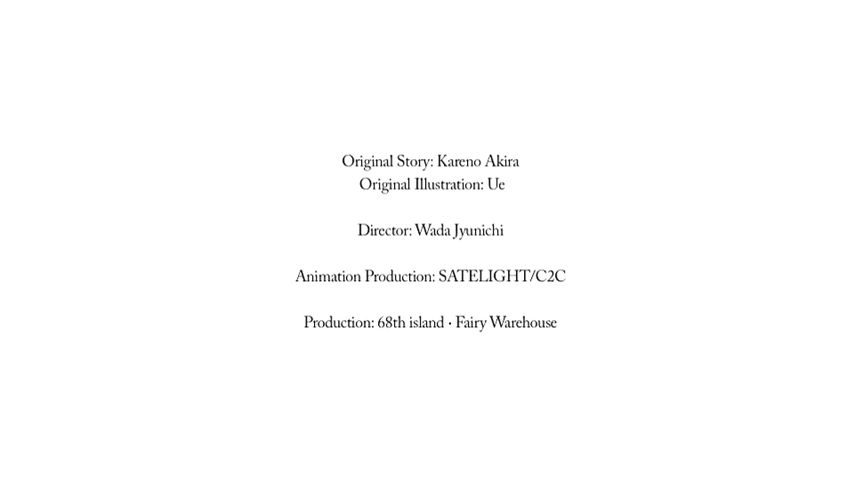 Original Story: Kareno Akira
Original Illustration: Ue
Director: Wada Jyunichi
Animation Production: SATELIGHT/C2C
Production: 68th island · Fairy Warehouse